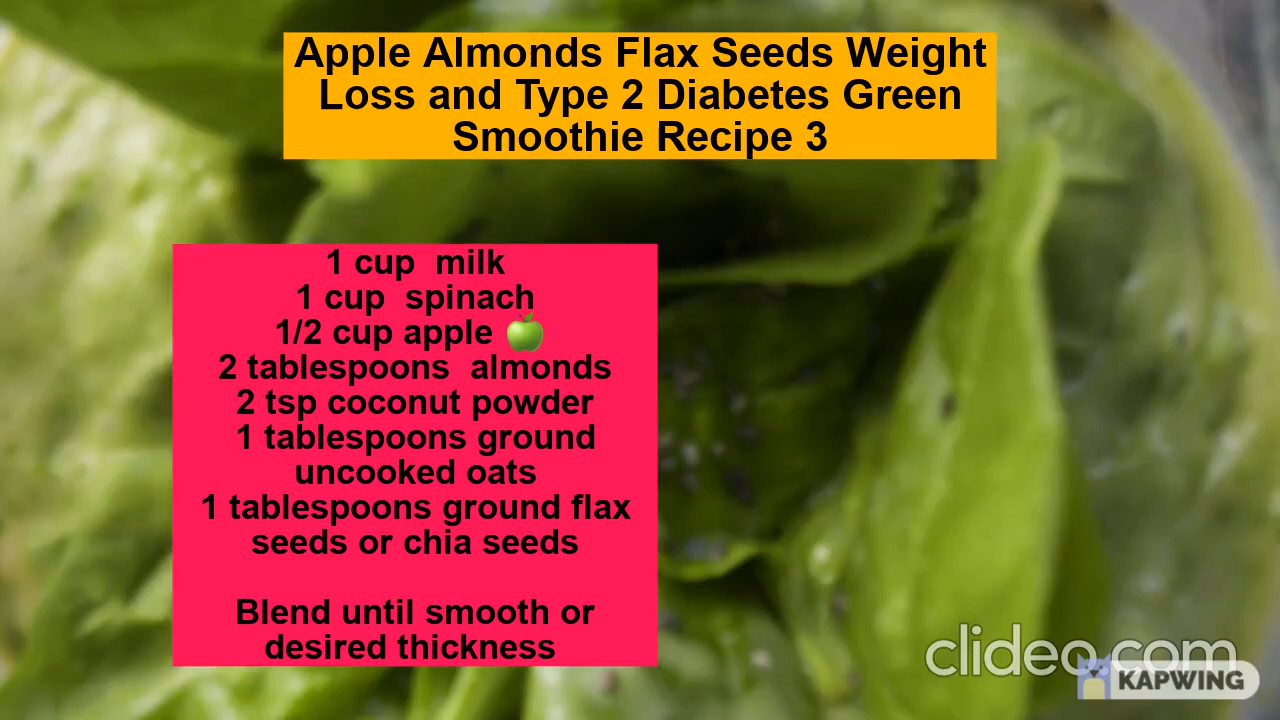 Apple Almonds Flax Seeds Weight
Loss and Type 2 Diabetes Green
Smoothie Recipe 3
1 cup  milk
1 cup  spinach
1/2 cup apple 🍏
2 tablespoons  almonds
2 tsp coconut powder
1 tablespoons ground
uncooked oats
1 tablespoons ground flax
seeds or chia seeds
Blend until smooth or
desired thickness
clideo.com
KAPWING